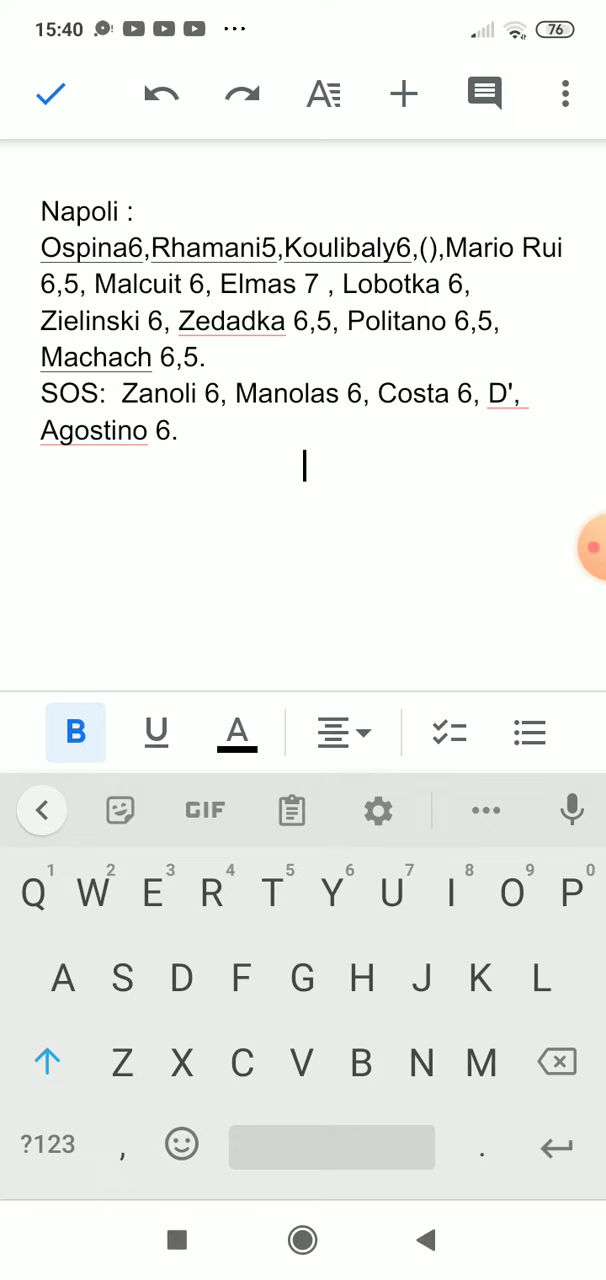 15:40 76
Napoli :
Ospina6,Rhamani5,Koulibaly6,(),Mario Rui
6,5, Malcuit 6, Elmas 7 , Lobotka 6,
Zielinski 6, Zedadka 6,5, Politano 6,5,
Machach 6,5.
SOS:  Zanoli 6, Manolas 6, Costa 6, D',
Agostino 6.
B U A
GIF
1 2 3 4 5 6 7 8 9 0
Q W E R T Y U I O P
A S D F G H J K L
Z X C V B N M
?123 , .